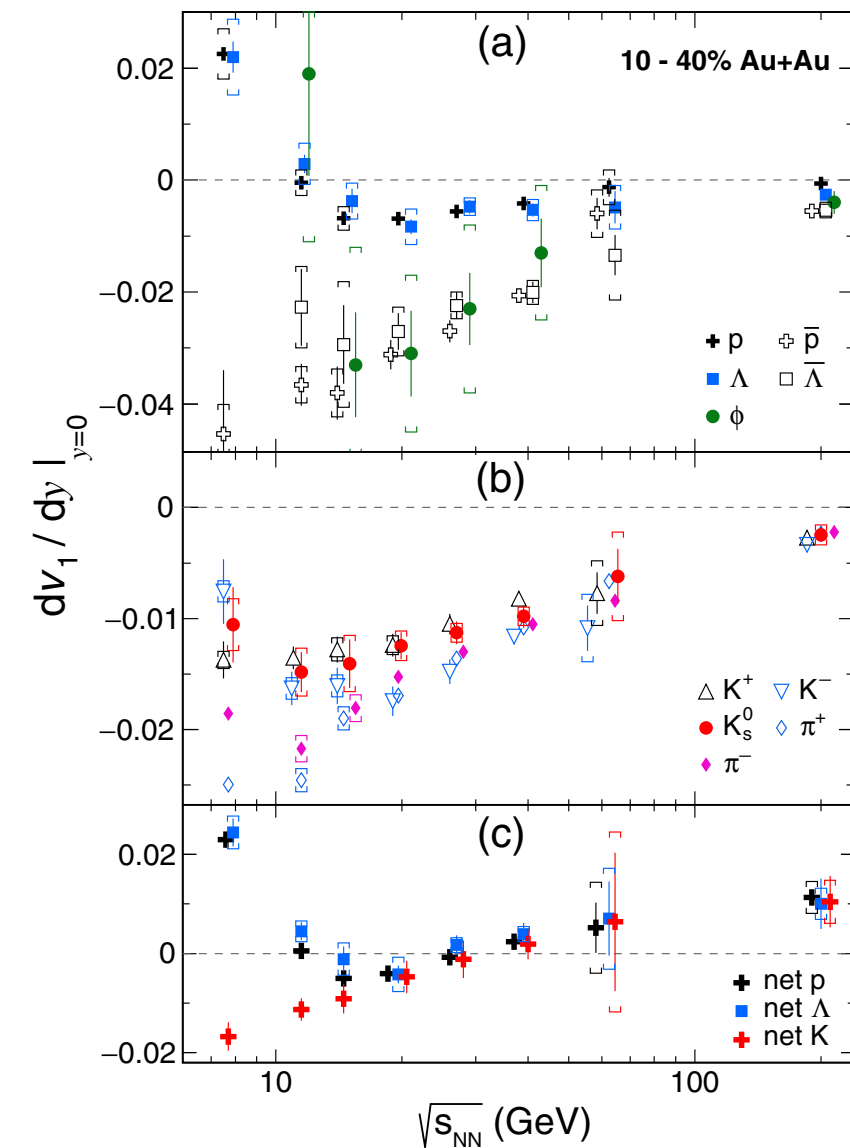 (a)
10 - 40% Au+Au
0.02
0
−0.02
−0.04
p p̅
Λ Λ̅
ϕ
dv₁ / dy |y=0
(b)
0
−0.01
−0.02
K⁺ K⁻
K⁰s π⁺
π⁻
(c)
0.02
0
−0.02
net p
net Λ
net K
10 100
√sNN (GeV)